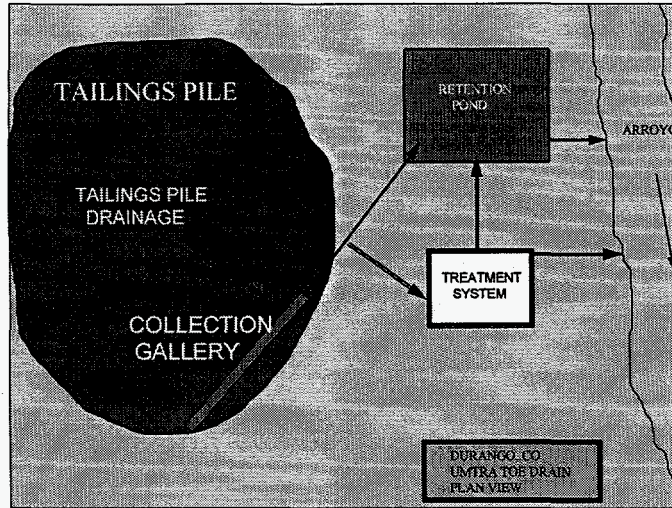 TAILINGS PILE
TAILINGS PILE
DRAINAGE
COLLECTION
GALLERY
RETENTION
POND
ARROYO
TREATMENT
SYSTEM
DURANGO, CO
UMTRA TOE DRAIN
PLAN VIEW